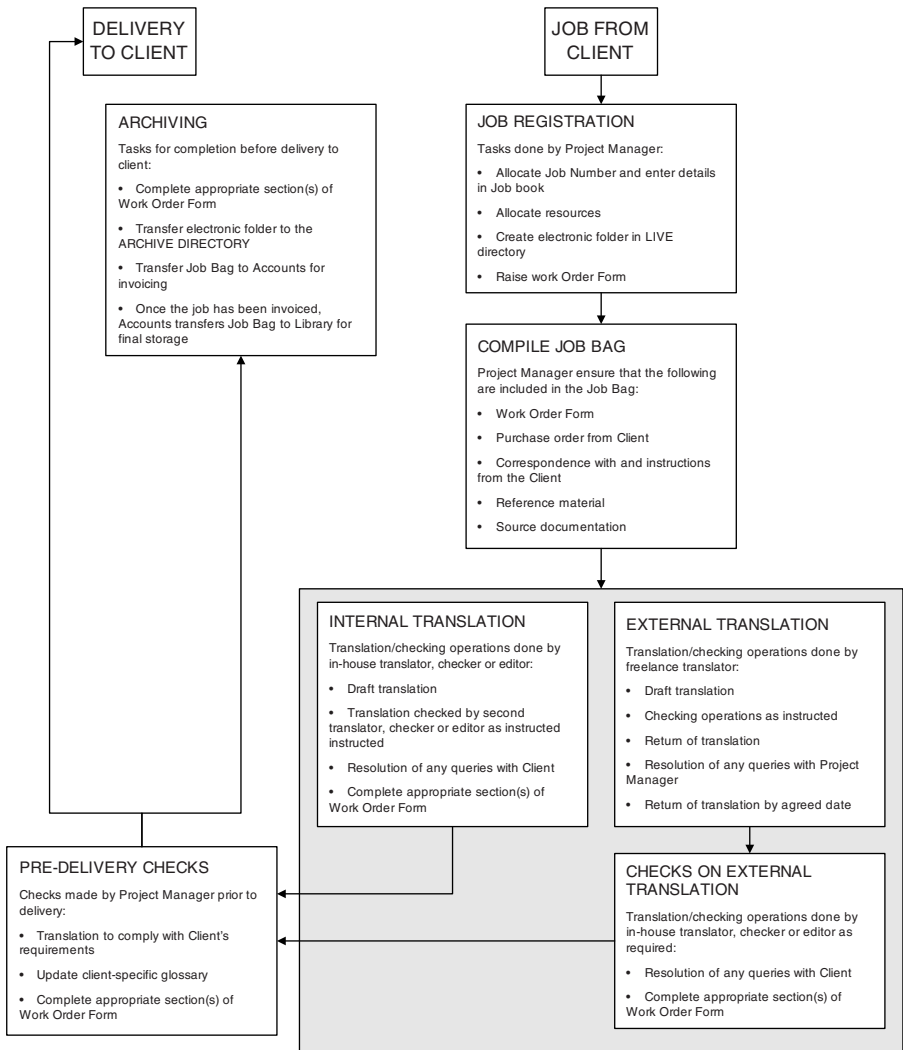 DELIVERY
TO CLIENT
JOB FROM
CLIENT
ARCHIVING
Tasks for completion before delivery to
client:
• Complete appropriate section(s) of
Work Order Form
• Transfer electronic folder to the
ARCHIVE DIRECTORY
• Transfer Job Bag to Accounts for
invoicing
• Once the job has been invoiced,
Accounts transfers Job Bag to Library for
final storage
JOB REGISTRATION
Tasks done by Project Manager:
• Allocate Job Number and enter details
in Job book
• Allocate resources
• Create electronic folder in LIVE
directory
• Raise work Order Form
COMPILE JOB BAG
Project Manager ensure that the following
are included in the Job Bag:
• Work Order Form
• Purchase order from Client
• Correspondence with and instructions
from the Client
• Reference material
• Source documentation
INTERNAL TRANSLATION
Translation/checking operations done by
in-house translator, checker or editor:
• Draft translation
• Translation checked by second
translator, checker or editor as instructed
instructed
• Resolution of any queries with Client
• Complete appropriate section(s) of
Work Order Form
EXTERNAL TRANSLATION
Translation/checking operations done by
freelance translator:
• Draft translation
• Checking operations as instructed
• Return of translation
• Resolution of any queries with Project
Manager
• Return of translation by agreed date
PRE-DELIVERY CHECKS
Checks made by Project Manager prior to
delivery:
• Translation to comply with Client's
requirements
• Update client-specific glossary
• Complete appropriate section(s) of
Work Order Form
CHECKS ON EXTERNAL
TRANSLATION
Translation/checking operations done by
in-house translator, checker or editor as
required:
• Resolution of any queries with Client
• Complete appropriate section(s) of
Work Order Form